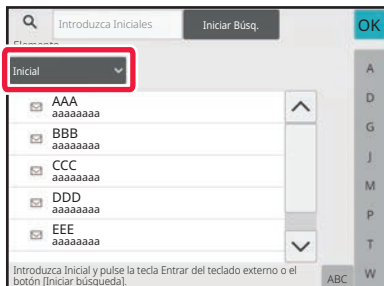 Introduzca Iniciales
Iniciar Búsq.
OK
Elemento
Inicial
AAA
aaaaaaaa
BBB
aaaaaaaa
CCC
aaaaaaaa
DDD
aaaaaaaa
EEE
aaaaaaaa
Introduzca Inicial y pulse la tecla Entrar del teclado externo o el
botón [Iniciar búsqueda].
ABC
A
D
G
J
M
P
T
W